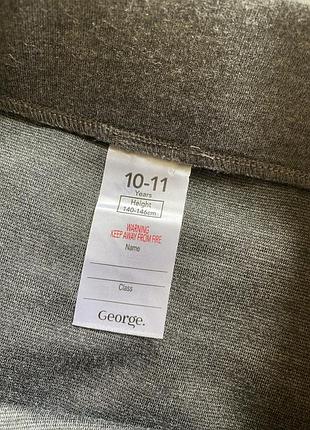 10-11
Years
Height
140-146cm
WARNING
KEEP AWAY FROM FIRE
Name
Class
George.